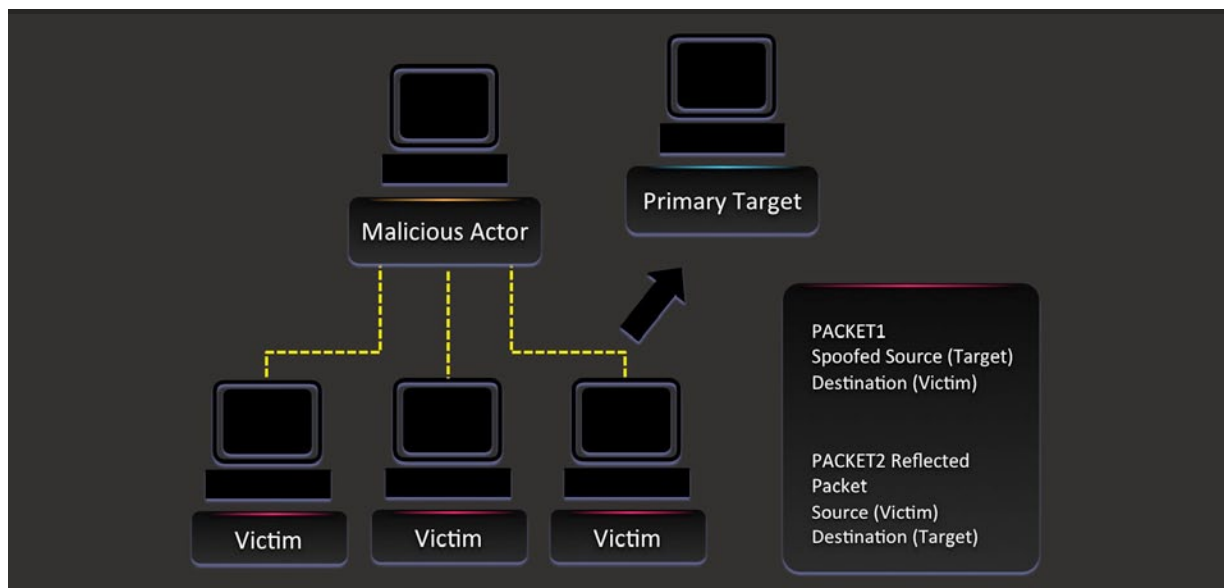 Malicious Actor
Primary Target
Victim
Victim
Victim
PACKET1
Spoofed Source (Target)
Destination (Victim)
PACKET2 Reflected
Packet
Source (Victim)
Destination (Target)